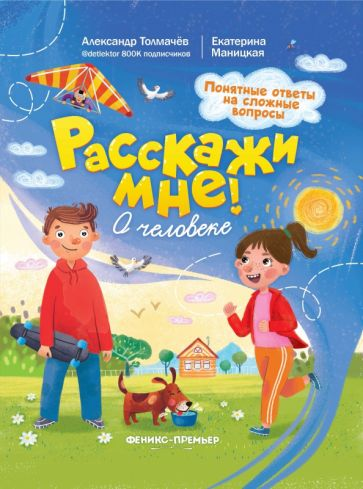 Александр Толмачёв
@detlektor 800K подписчиков
Екатерина
Маницкая
Понятные ответы
на сложные
вопросы
Расскажи
мне!
О человеке
ФЕНИКС-ПРЕМЬЕР